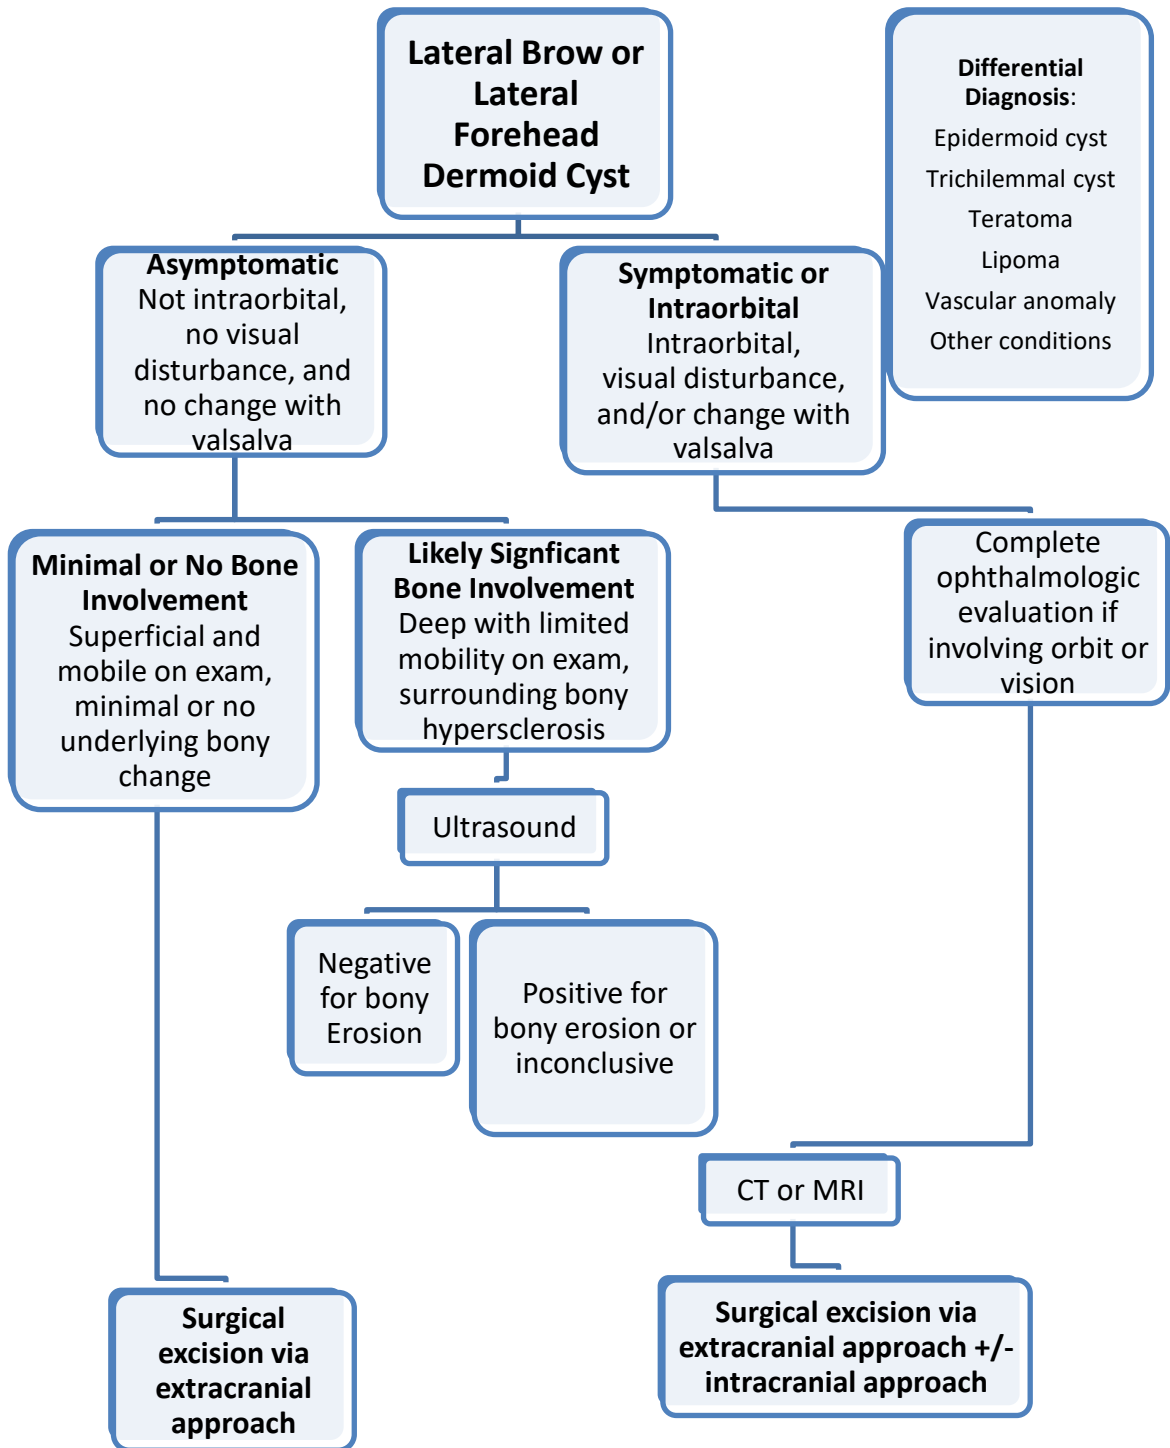 Lateral Brow or
Lateral
Forehead
Dermoid Cyst
Differential
Diagnosis:
Epidermoid cyst
Trichilemmal cyst
Teratoma
Lipoma
Vascular anomaly
Other conditions
Asymptomatic
Not intraorbital,
no visual
disturbance, and
no change with
valsalva
Symptomatic or
Intraorbital
Intraorbital,
visual disturbance,
and/or change with
valsalva
Minimal or No Bone
Involvement
Superficial and
mobile on exam,
minimal or no
underlying bony
change
Likely Signficant
Bone Involvement
Deep with limited
mobility on exam,
surrounding bony
hypersclerosis
Complete
ophthalmologic
evaluation if
involving orbit or
vision
Ultrasound
Negative
for bony
Erosion
Positive for
bony erosion or
inconclusive
CT or MRI
Surgical
excision via
extracranial
approach
Surgical excision via
extracranial approach +/-
intracranial approach